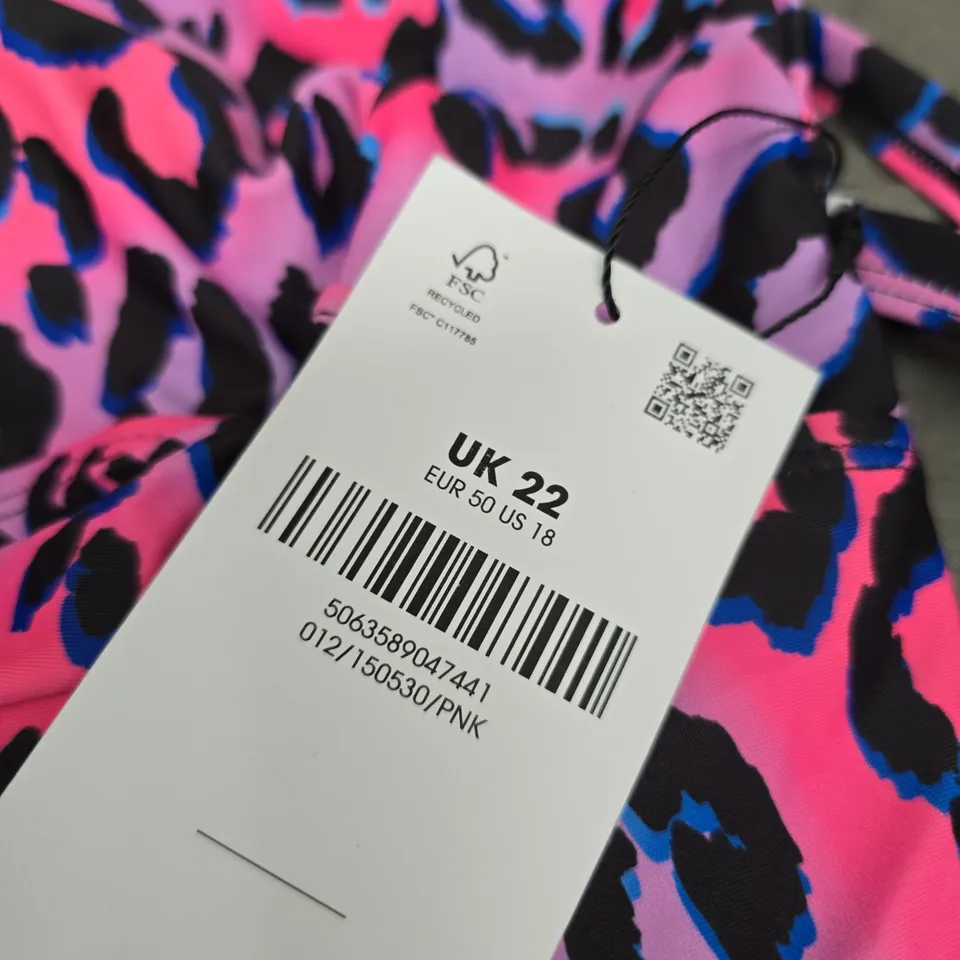 FSC
RECYCLED
FSC™ C117785
UK 22
EUR 50 US 18
5063589047441
012/150530/PNK